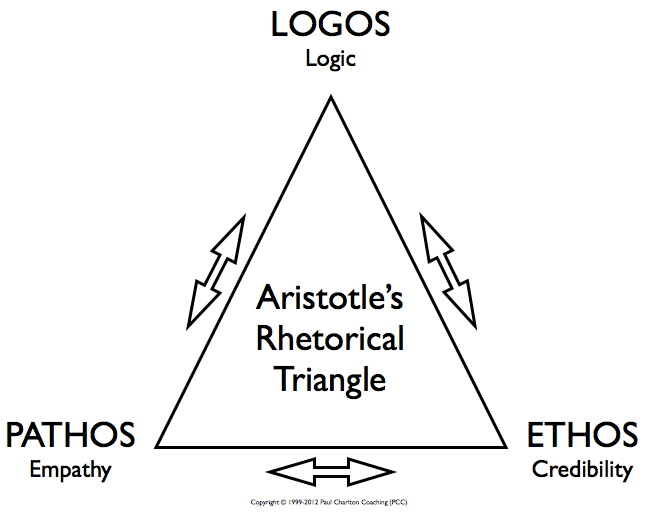 LOGOS
Logic
Aristotle's
Rhetorical
Triangle
PATHOS
Empathy
ETHOS
Credibility
Copyright © 1999-2012 Paul Charlton Coaching (PCC)